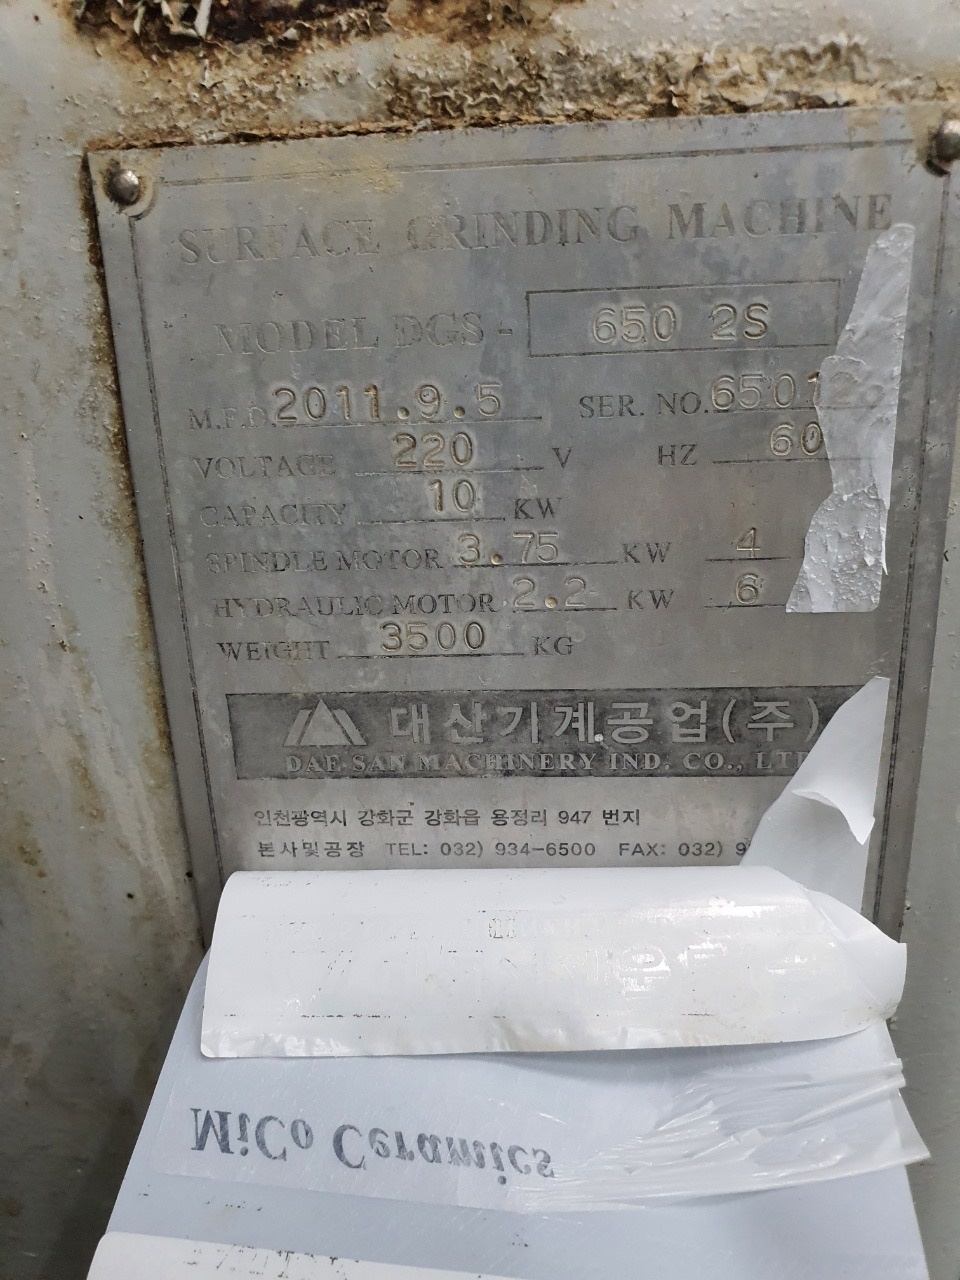 SURFACE GRINDING MACHINE
MODEL DGS - 650 2S
M.F.D. 2011.9.5 SER. NO.
VOLTAGE 220 V HZ 60
CAPACITY 10 KW
SPINDLE MOTOR 3.75 KW 4
HYDRAULIC MOTOR 2.2 KW 6
WEIGHT 3500 KG
대산기계공업(주)
DAE-SAN MACHINERY IND. CO.,
인천광역시 강화군 강화읍 용정리 947 번지
본사및공장 TEL: 032) 934-6500 FAX: 032)
MiCo Ceramics